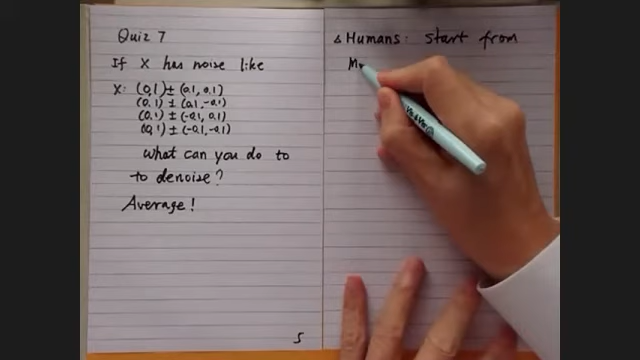 Quiz 7
If X has noise like
X: (0,1) ± (0.1, 0.1)
(0,1) ± (0.1, -0.1)
(0,1) ± (-0.1, 0.1)
(0,1) ± (-0.1, -0.1)
what can you do to
to denoise?
Average!
5
△ Humans: start from